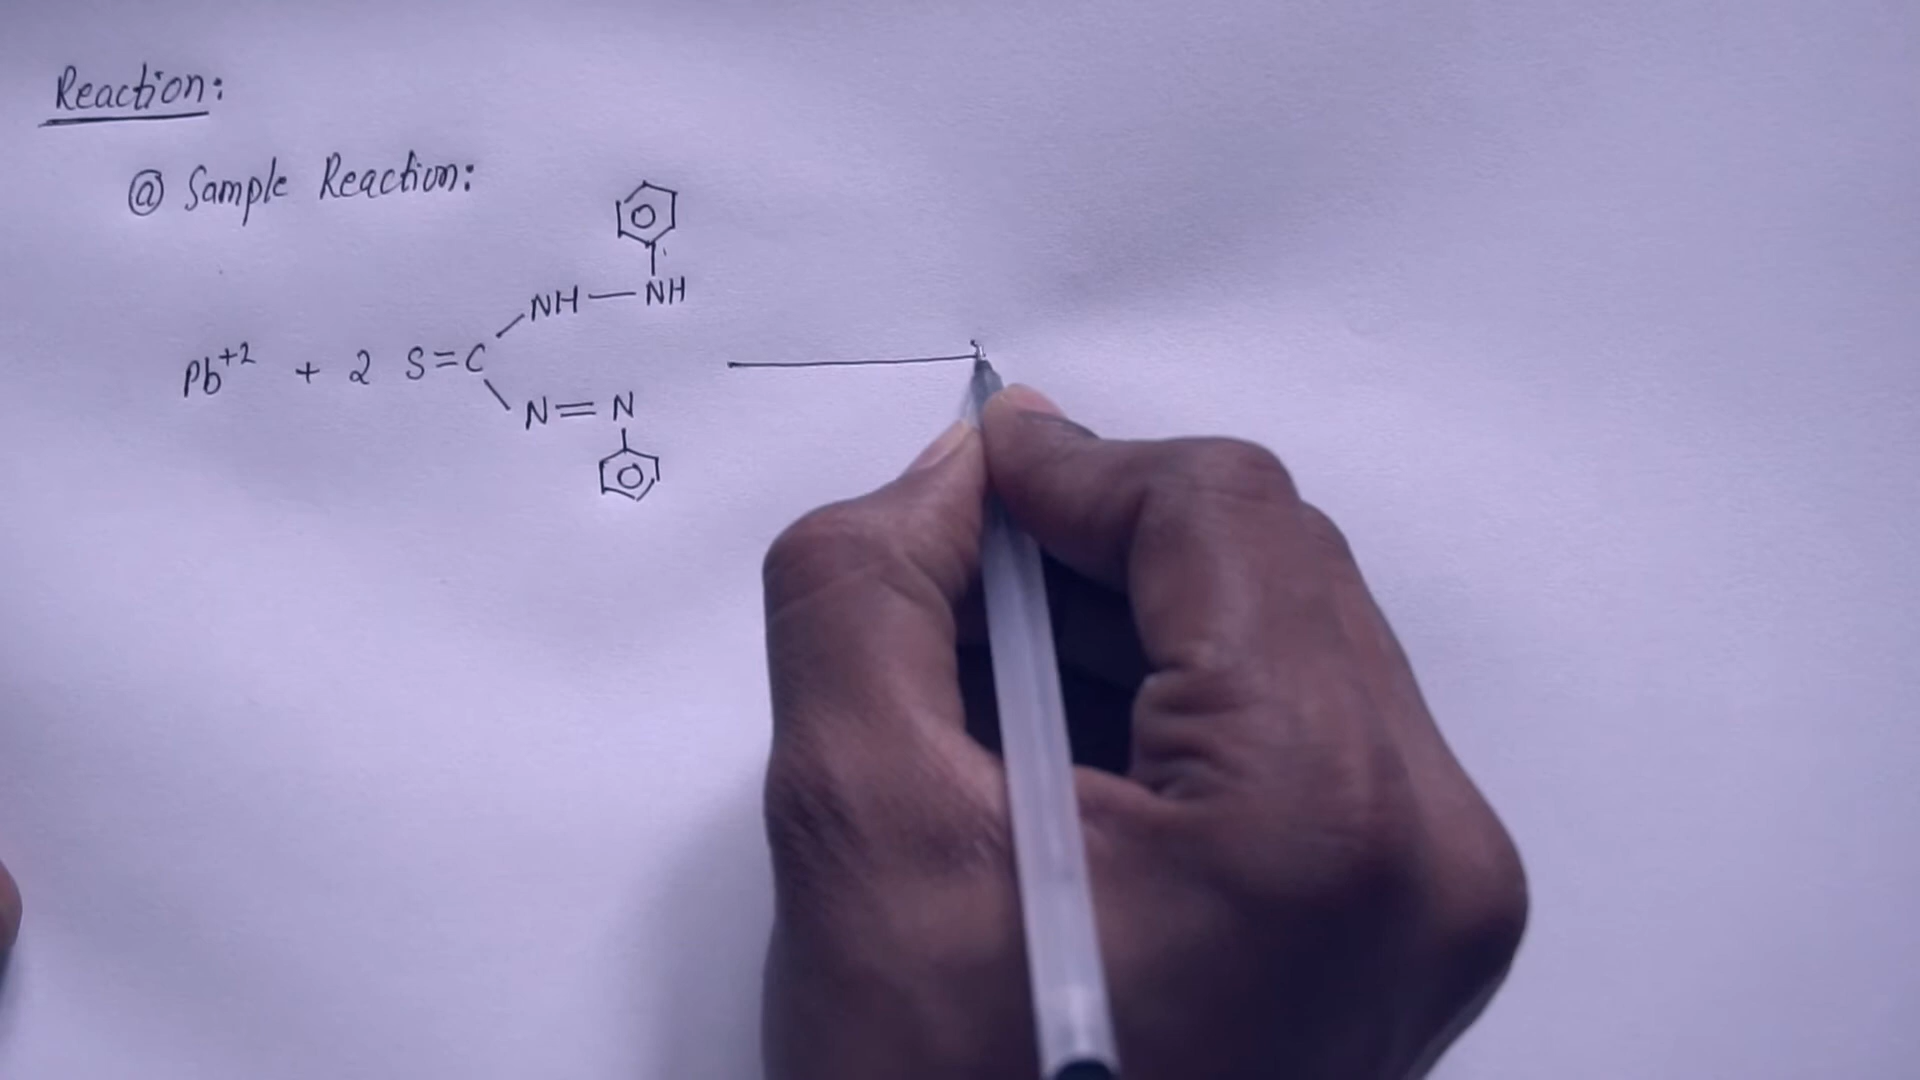 Reaction:
@ Sample Reaction:
NH — NH
Pb+2 + 2 S=C
N = N